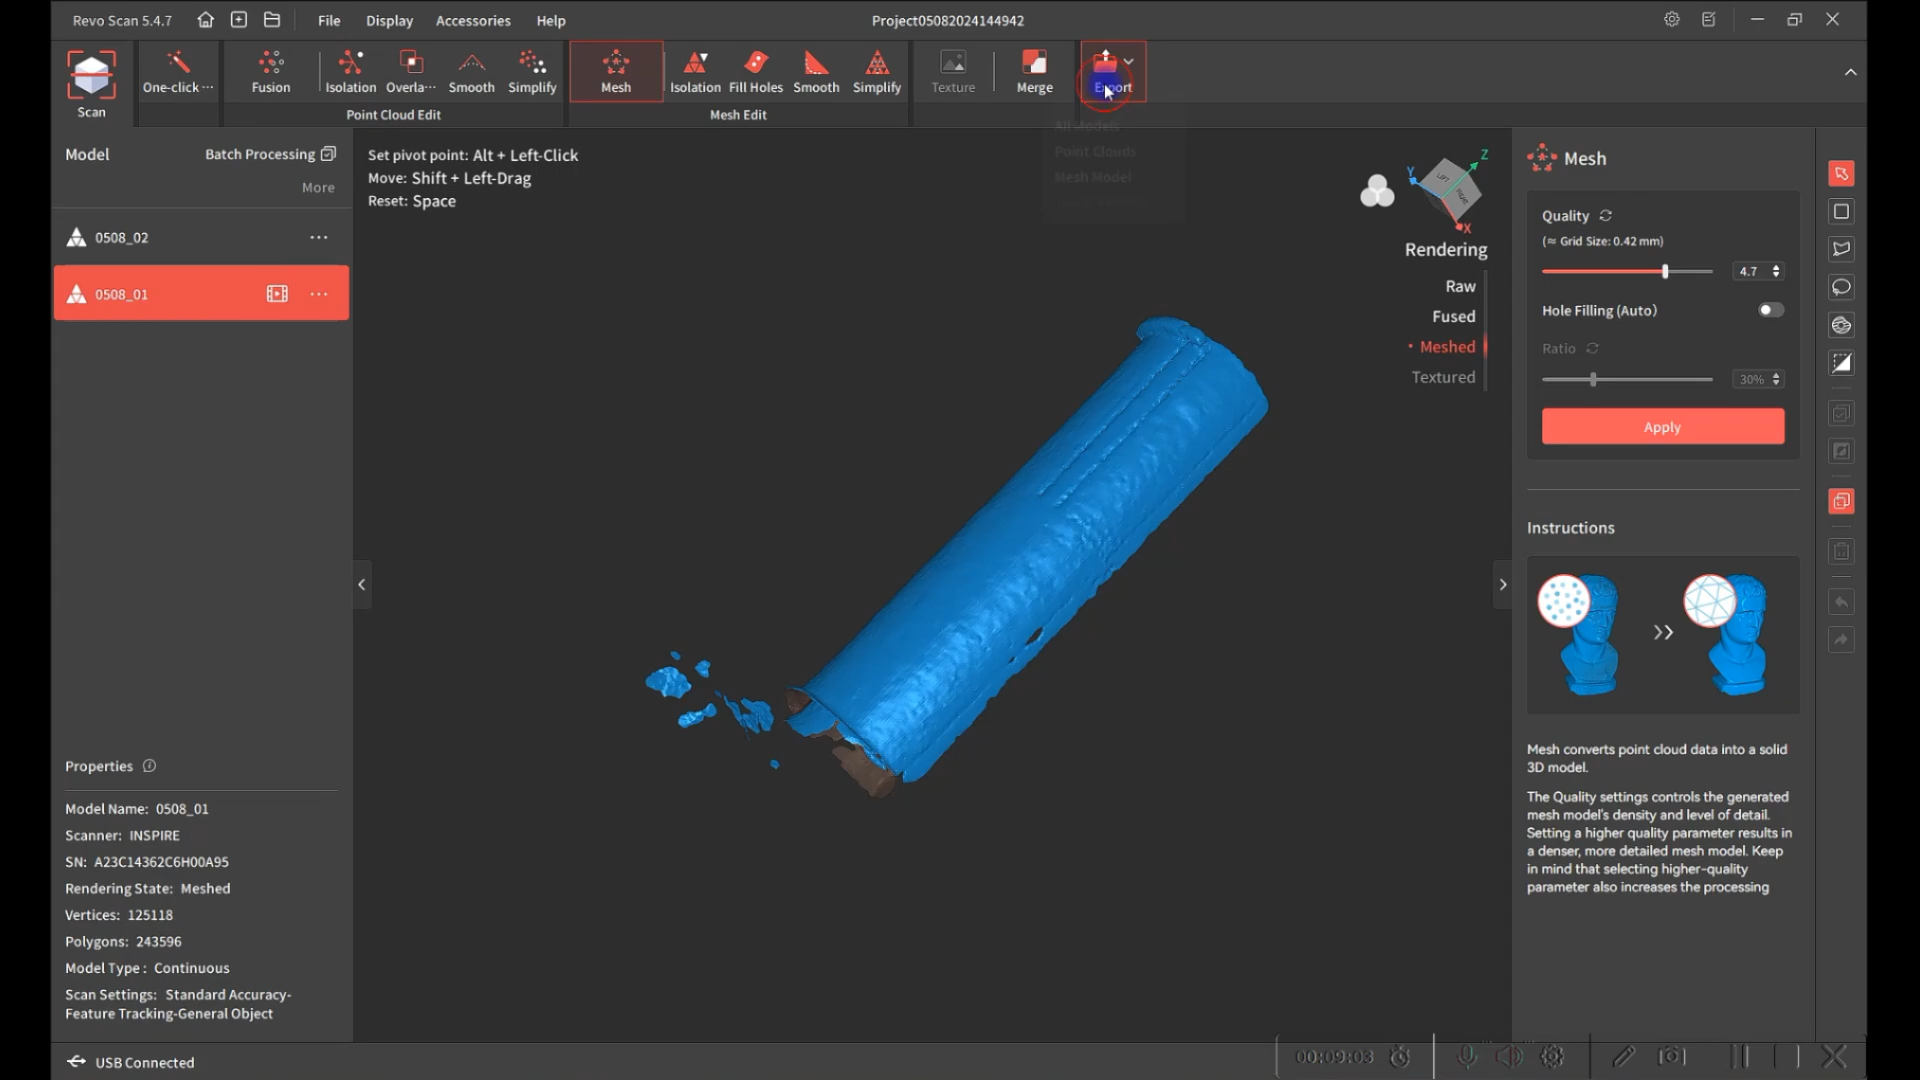 Revo Scan 5.4.7
File
Display
Accessories
Help
Project05082024144942
Scan
One-click ···
Fusion
Isolation
Overla···
Smooth
Simplify
Point Cloud Edit
Mesh
Isolation
Fill Holes
Smooth
Simplify
Mesh Edit
Texture
Merge
Export
All Models
Point Clouds
Mesh Model
Model
Batch Processing
More
0508_02
0508_01
Set pivot point: Alt + Left-Click
Move: Shift + Left-Drag
Reset: Space
Z
Y
X
LEFT
Rendering
Raw
Fused
• Meshed
Textured
Mesh
Quality
(≈ Grid Size: 0.42 mm)
4.7
Hole Filling (Auto)
Ratio
30%
Apply
Instructions
Mesh converts point cloud data into a solid
3D model.
The Quality settings controls the generated
mesh model's density and level of detail.
Setting a higher quality parameter results in
a denser, more detailed mesh model. Keep
in mind that selecting higher-quality
parameter also increases the processing
Properties
Model Name: 0508_01
Scanner: INSPIRE
SN: A23C14362C6H00A95
Rendering State: Meshed
Vertices: 125118
Polygons: 243596
Model Type : Continuous
Scan Settings: Standard Accuracy-
Feature Tracking-General Object
USB Connected
00:09:03